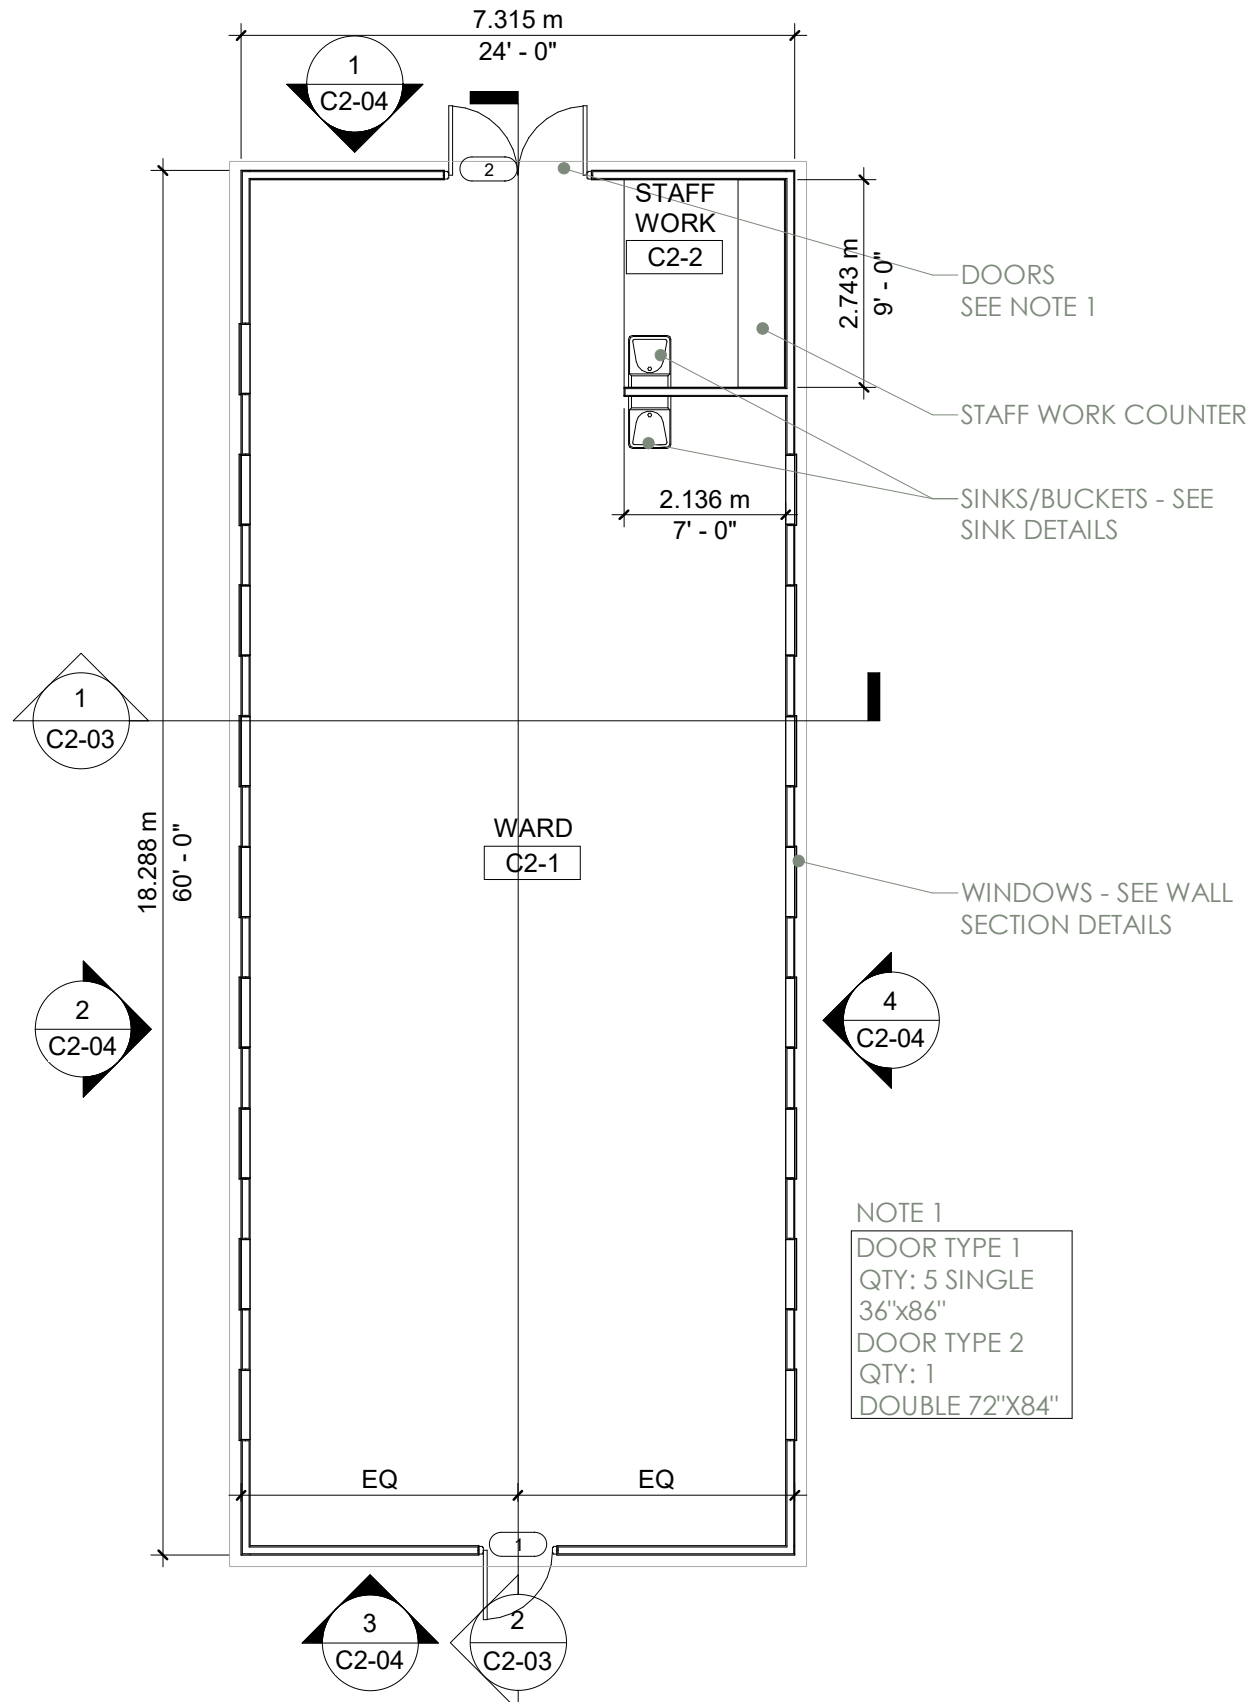 7.315 m
24' - 0"
1
C2-04
2
STAFF
WORK
C2-2
2.743 m
9' - 0"
DOORS
SEE NOTE 1
STAFF WORK COUNTER
SINKS/BUCKETS - SEE
SINK DETAILS
2.136 m
7' - 0"
1
C2-03
18.288 m
60' - 0"
WARD
C2-1
WINDOWS - SEE WALL
SECTION DETAILS
2
C2-04
4
C2-04
NOTE 1
DOOR TYPE 1
QTY: 5 SINGLE
36"x86"
DOOR TYPE 2
QTY: 1
DOUBLE 72"X84"
EQ
EQ
1
3
C2-04
2
C2-03